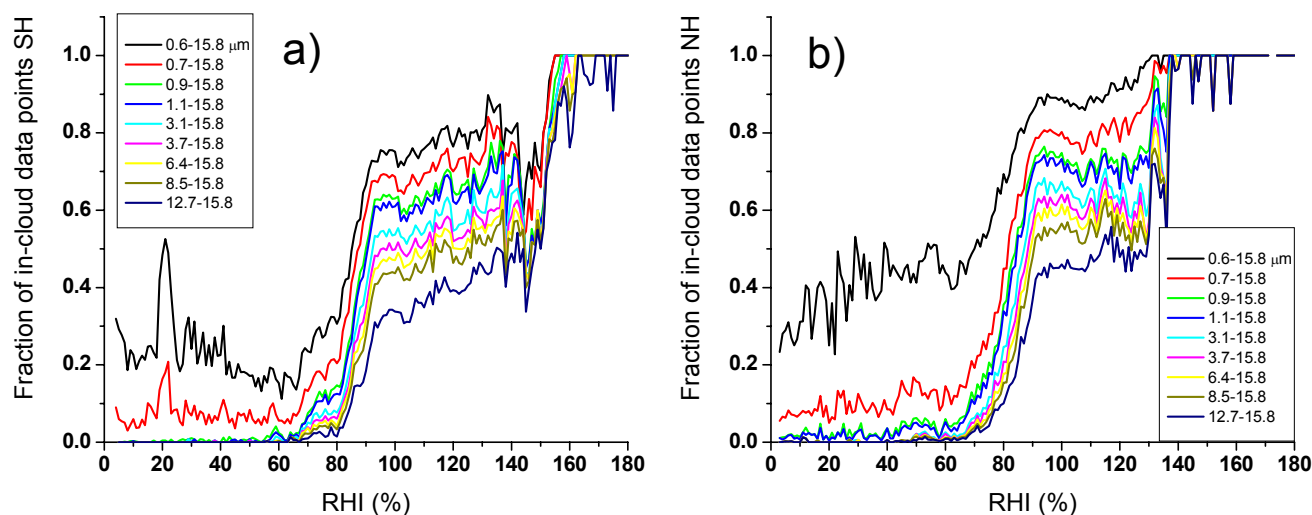 Fraction of in-cloud data points SH
1.0
0.8
0.6
0.4
0.2
0.0
0.6-15.8 μm
0.7-15.8
0.9-15.8
1.1-15.8
3.1-15.8
3.7-15.8
6.4-15.8
8.5-15.8
12.7-15.8
a)
0 20 40 60 80 100 120 140 160 180
RHI (%)
Fraction of in-cloud data points NH
1.0
0.8
0.6
0.4
0.2
0.0
b)
0.6-15.8 μm
0.7-15.8
0.9-15.8
1.1-15.8
3.1-15.8
3.7-15.8
6.4-15.8
8.5-15.8
12.7-15.8
0 20 40 60 80 100 120 140 160 180
RHI (%)